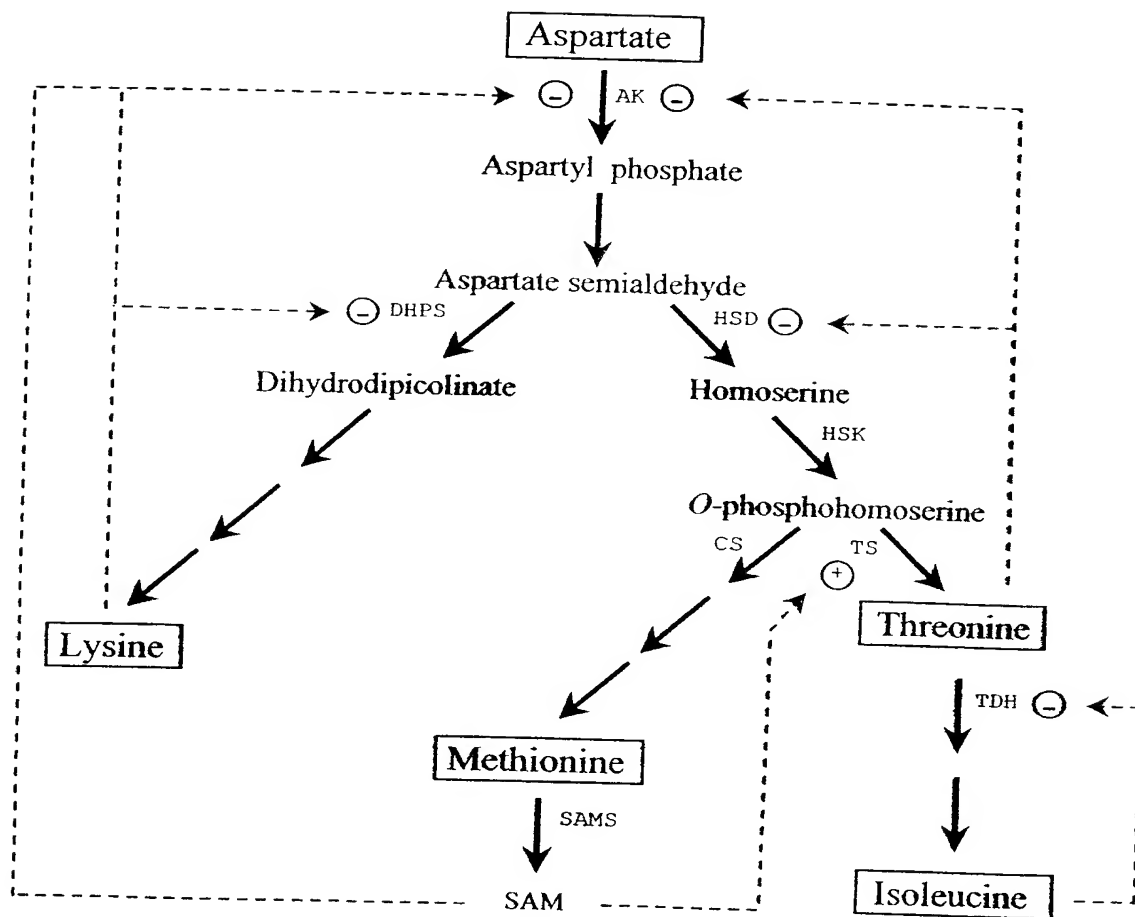 Aspartate
− AK −
Aspartyl phosphate
Aspartate semialdehyde
− DHPS HSD −
Dihydrodipicolinate Homoserine
HSK
O-phosphohomoserine
CS TS
+
Lysine Threonine
TDH −
Methionine
SAMS
SAM Isoleucine